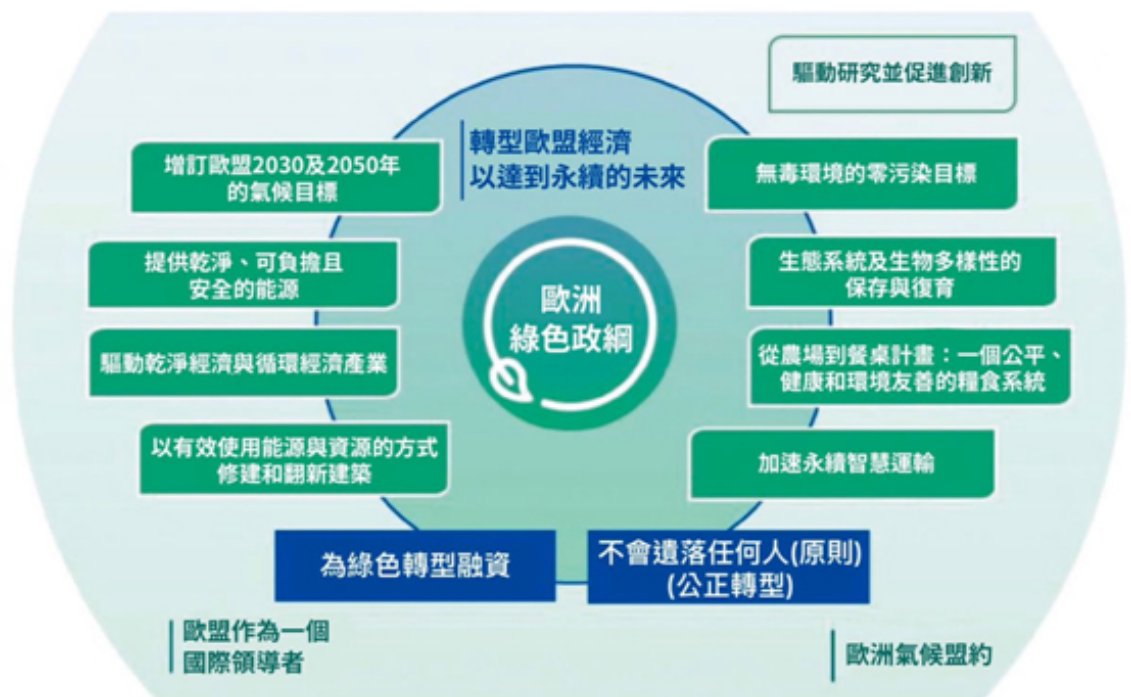 驅動研究並促進創新
轉型歐盟經濟
以達到永續的未來
增訂歐盟2030及2050年
的氣候目標
提供乾淨、可負擔且
安全的能源
驅動乾淨經濟與循環經濟產業
以有效使用能源與資源的方式
修建和翻新建築
歐洲
綠色政綱
無毒環境的零污染目標
生態系統及生物多樣性的
保存與復育
從農場到餐桌計畫：一個公平、
健康和環境友善的糧食系統
加速永續智慧運輸
為綠色轉型融資
不會遺落任何人(原則)
(公正轉型)
歐盟作為一個
國際領導者
歐洲氣候盟約